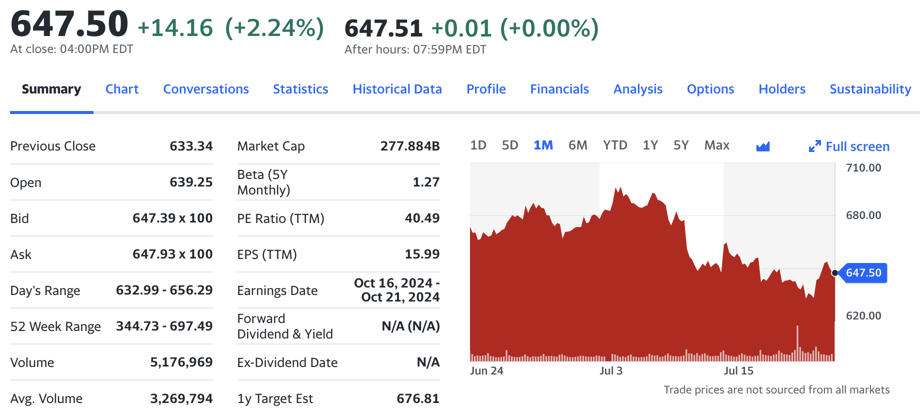 647.50 +14.16 (+2.24%) 647.51 +0.01 (+0.00%)
At close: 04:00PM EDT After hours: 07:59PM EDT
Summary Chart Conversations Statistics Historical Data Profile Financials Analysis Options Holders Sustainability
Previous Close 633.34
Open 639.25
Bid 647.39 x 100
Ask 647.93 x 100
Day's Range 632.99 - 656.29
52 Week Range 344.73 - 697.49
Volume 5,176,969
Avg. Volume 3,269,794
Market Cap 277.884B
Beta (5Y
Monthly) 1.27
PE Ratio (TTM) 40.49
EPS (TTM) 15.99
Earnings Date Oct 16, 2024 -
Oct 21, 2024
Forward
Dividend & Yield N/A (N/A)
Ex-Dividend Date N/A
1y Target Est 676.81
1D 5D 1M 6M YTD 1Y 5Y Max Full screen
710.00
680.00
647.50
620.00
Jun 24 Jul 3 Jul 15
Trade prices are not sourced from all markets